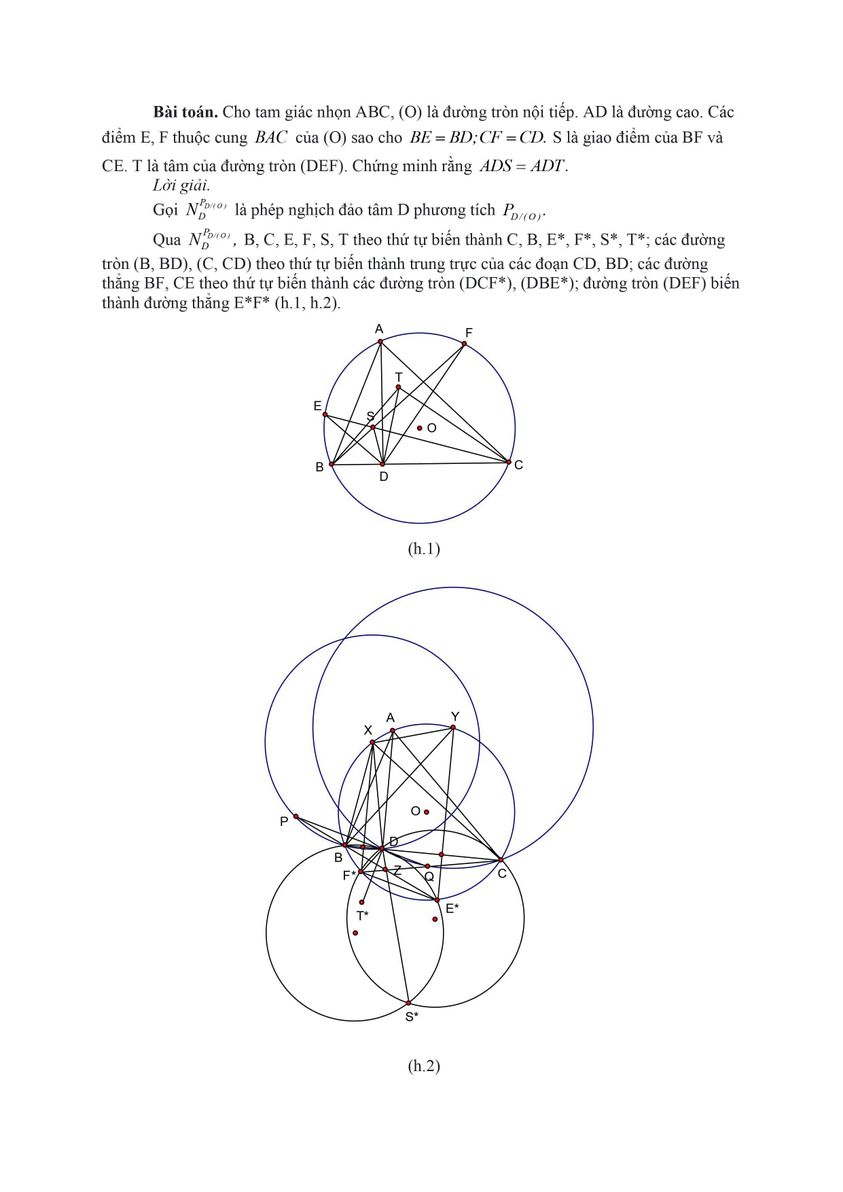 Bài toán. Cho tam giác nhọn ABC, (O) là đường tròn nội tiếp. AD là đường cao. Các
điểm E, F thuộc cung BAC của (O) sao cho BE = BD; CF = CD. S là giao điểm của BF và
CE. T là tâm của đường tròn (DEF). Chứng minh rằng ADS = ADT.
Lời giải.
Gọi N_D^{P_{D/(O)}} là phép nghịch đảo tâm D phương tích P_{D/(O)}.
Qua N_D^{P_{D/(O)}}, B, C, E, F, S, T theo thứ tự biến thành C, B, E*, F*, S*, T*; các đường
tròn (B, BD), (C, CD) theo thứ tự biến thành trung trực của các đoạn CD, BD; các đường
thẳng BF, CE theo thứ tự biến thành các đường tròn (DCF*), (DBE*); đường tròn (DEF) biến
thành đường thẳng E*F* (h.1, h.2).
A
F
T
E
S
O
B
C
D
(h.1)
X
A
Y
O
P
D
B
F*
Z
Q
C
T*
E*
S*
(h.2)